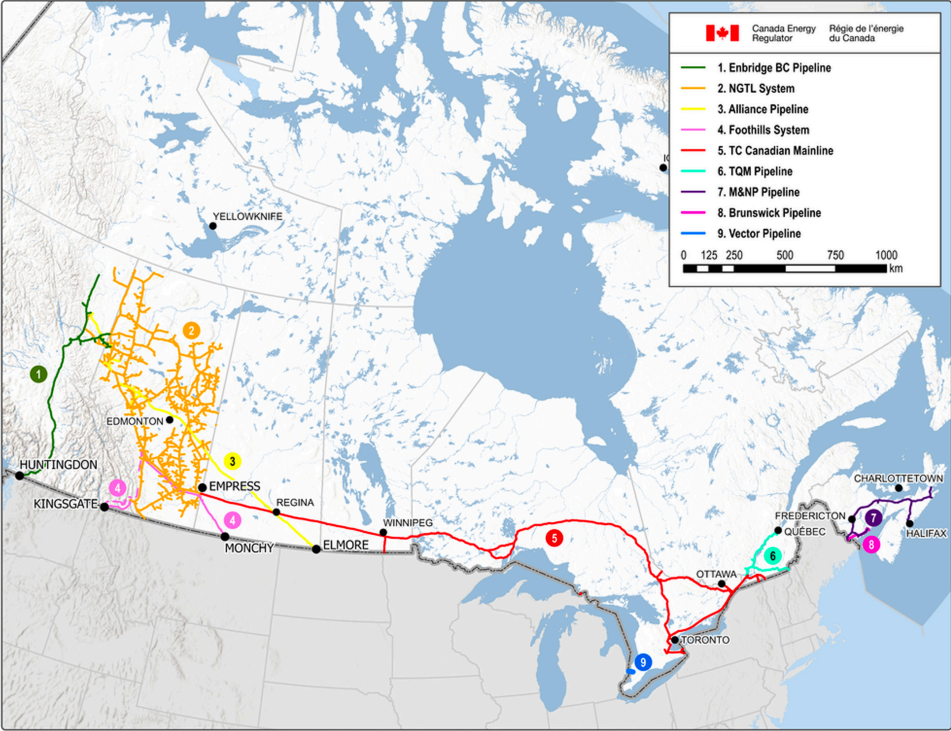 Canada Energy Regulator
Régie de l'énergie du Canada
1. Enbridge BC Pipeline
2. NGTL System
3. Alliance Pipeline
4. Foothills System
5. TC Canadian Mainline
6. TQM Pipeline
7. M&NP Pipeline
8. Brunswick Pipeline
9. Vector Pipeline
0 125 250 500 750 1000
km
YELLOWKNIFE
2
1
EDMONTON
3
HUNTINGDON
4
EMPRESS
KINGSGATE
REGINA
4
WINNIPEG
MONCHY
ELMORE
5
OTTAWA
TORONTO
9
QUÉBEC
6
CHARLOTTETOWN
FREDERICTON
7
HALIFAX
8